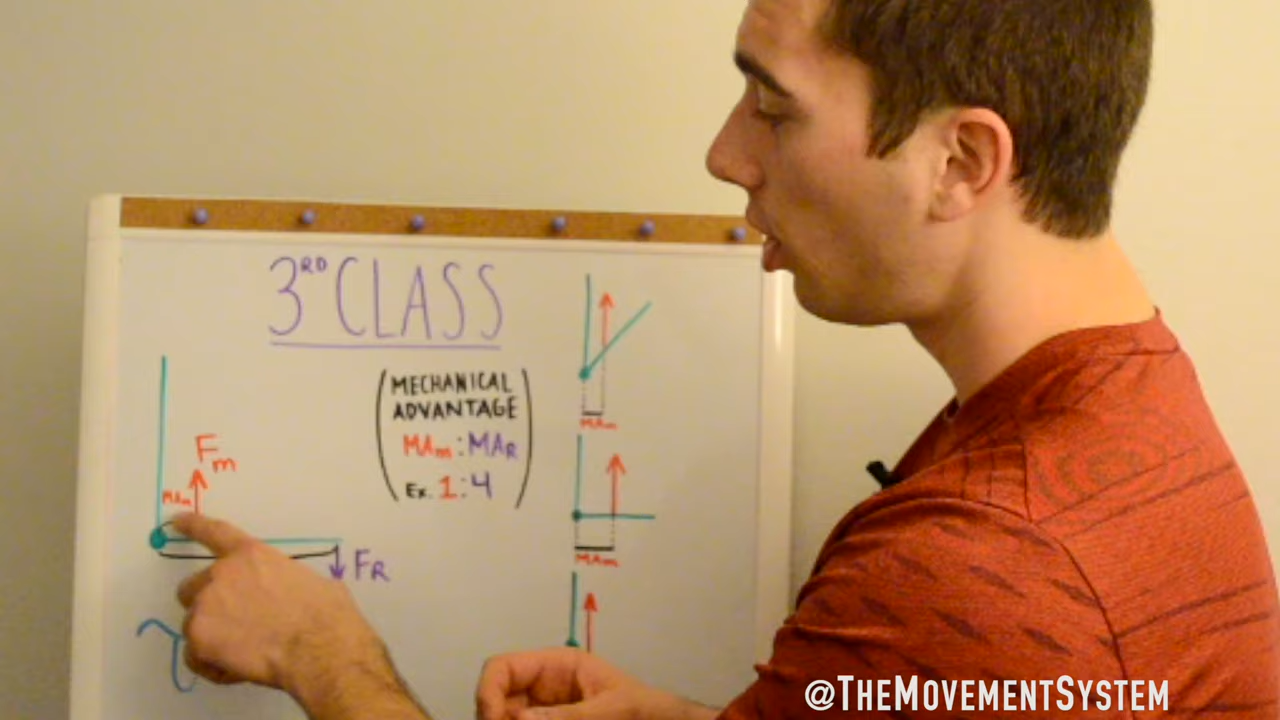 3RD CLASS
(MECHANICAL
ADVANTAGE
MAm:MAR
Ex. 1:4)
Fm
MAm
FR
τ
MAm
MAm
@THEMOVEMENTSYSTEM